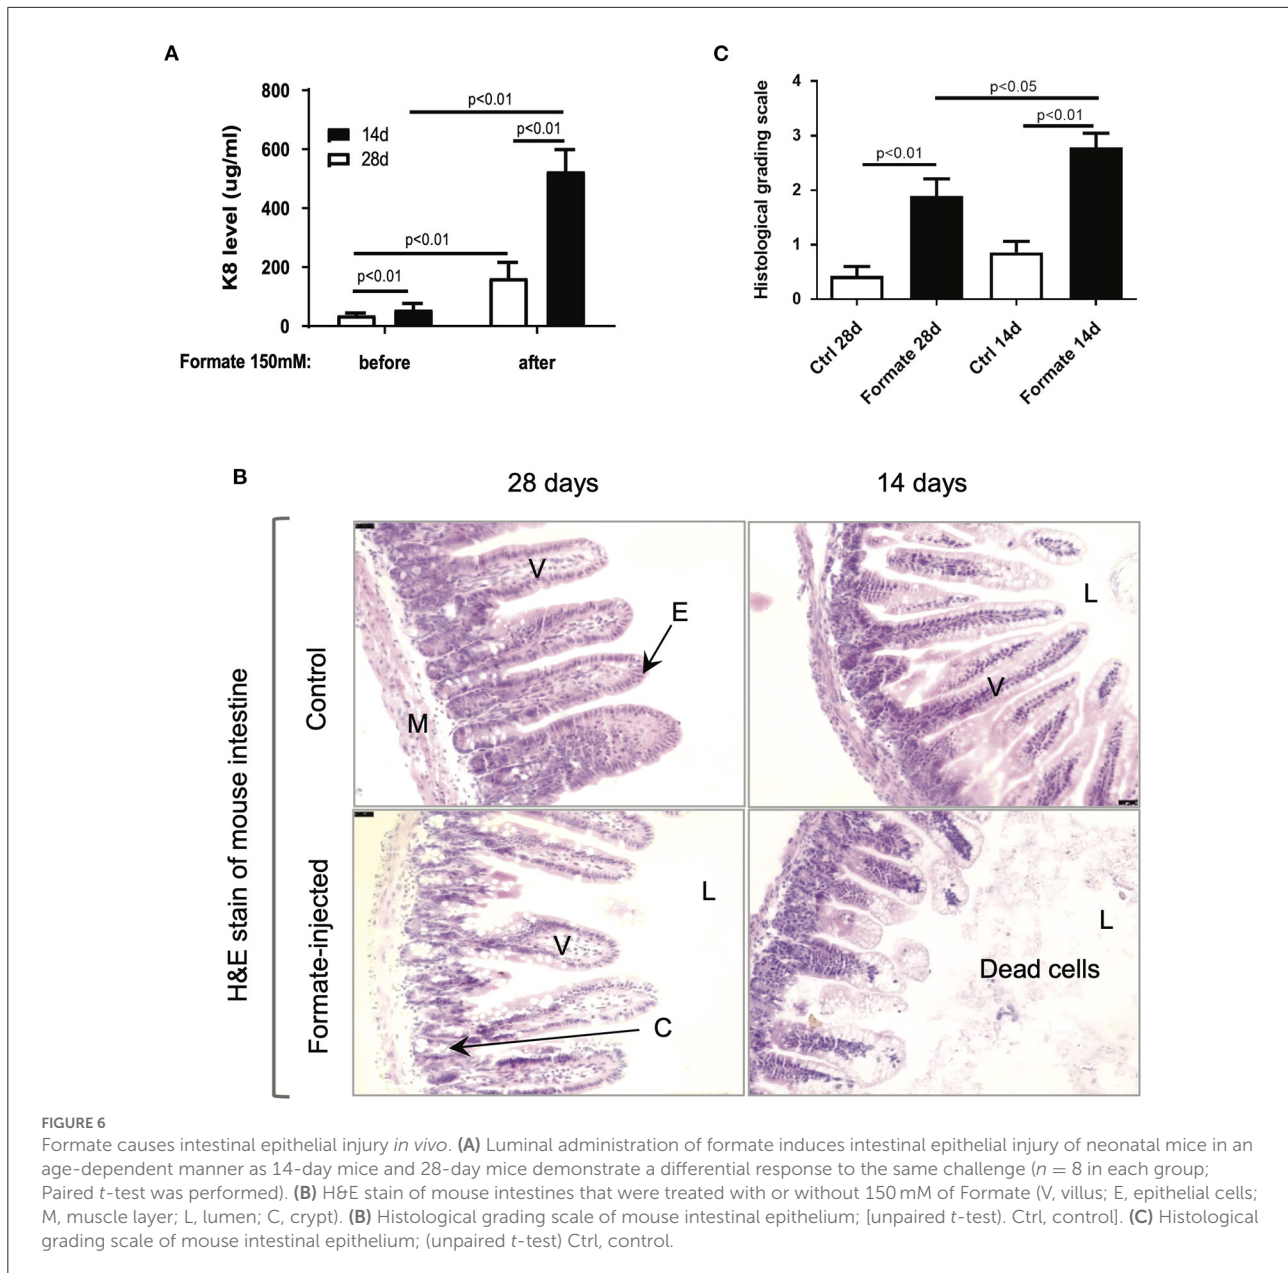 A
K8 level (ug/ml)
800
600
400
200
0
14d
28d
p<0.01
p<0.01
p<0.01
p<0.01
Formate 150mM: before after
C
Histological grading scale
4
3
2
1
0
p<0.05
p<0.01
p<0.01
Ctrl 28d
Formate 28d
Ctrl 14d
Formate 14d
B
28 days 14 days
H&E stain of mouse intestine
Control
V
E
M
L
V
Formate-injected
L
V
C
L
Dead cells
FIGURE 6
Formate causes intestinal epithelial injury in vivo. (A) Luminal administration of formate induces intestinal epithelial injury of neonatal mice in an
age-dependent manner as 14-day mice and 28-day mice demonstrate a differential response to the same challenge (n = 8 in each group;
Paired t-test was performed). (B) H&E stain of mouse intestines that were treated with or without 150 mM of Formate (V, villus; E, epithelial cells;
M, muscle layer; L, lumen; C, crypt). (B) Histological grading scale of mouse intestinal epithelium; [unpaired t-test). Ctrl, control]. (C) Histological
grading scale of mouse intestinal epithelium; (unpaired t-test) Ctrl, control.